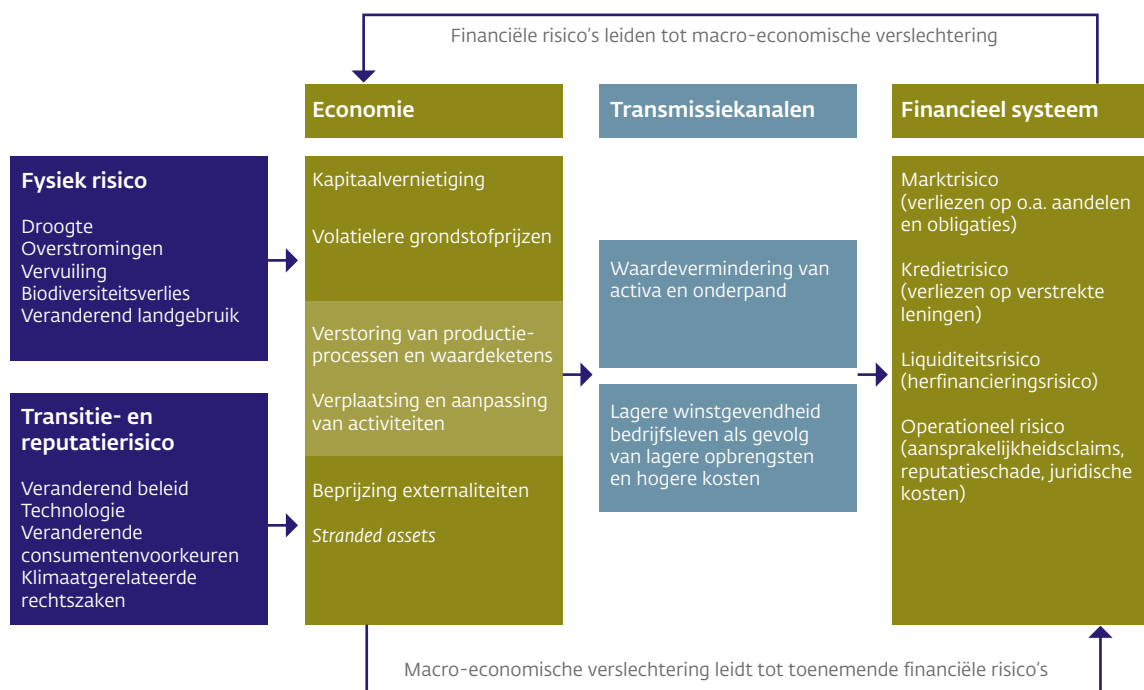 Financiële risico's leiden tot macro-economische verslechtering
Economie
Transmissiekanalen
Financieel systeem
Fysiek risico
Droogte
Overstromingen
Vervuiling
Biodiversiteitsverlies
Veranderend landgebruik
Transitie- en
reputatierisico
Veranderend beleid
Technologie
Veranderende
consumentenvoorkeuren
Klimaatgerelateerde
rechtszaken
Kapitaalvernietiging
Volatielere grondstofprijzen
Verstoring van productie-
processen en waardeketens
Verplaatsing en aanpassing
van activiteiten
Beprijzing externaliteiten
Stranded assets
Waardevermindering van
activa en onderpand
Lagere winstgevendheid
bedrijfsleven als gevolg
van lagere opbrengsten
en hogere kosten
Marktrisico
(verliezen op o.a. aandelen
en obligaties)
Kredietrisico
(verliezen op verstrekte
leningen)
Liquiditeitsrisico
(herfinancieringsrisico)
Operationeel risico
(aansprakelijkheidsclaims,
reputatieschade, juridische
kosten)
Macro-economische verslechtering leidt tot toenemende financiële risico's